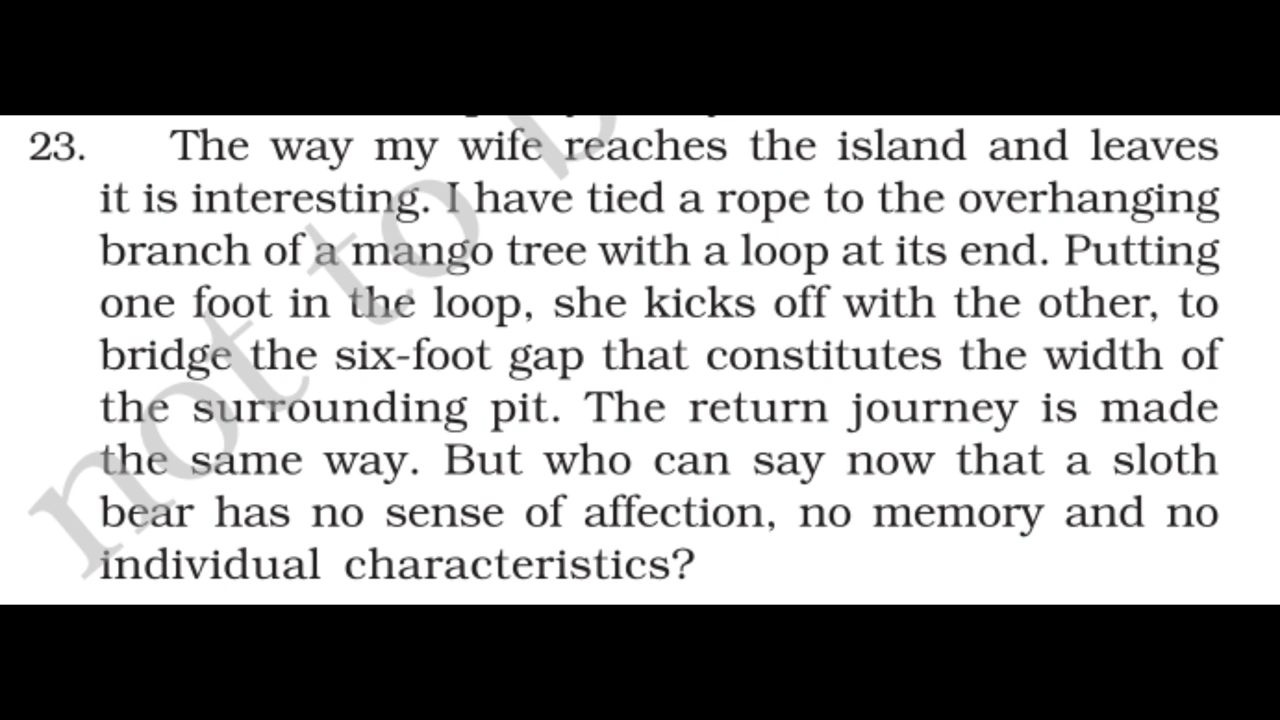 23. The way my wife reaches the island and leaves
it is interesting. I have tied a rope to the overhanging
branch of a mango tree with a loop at its end. Putting
one foot in the loop, she kicks off with the other, to
bridge the six-foot gap that constitutes the width of
the surrounding pit. The return journey is made
the same way. But who can say now that a sloth
bear has no sense of affection, no memory and no
individual characteristics?
not to b